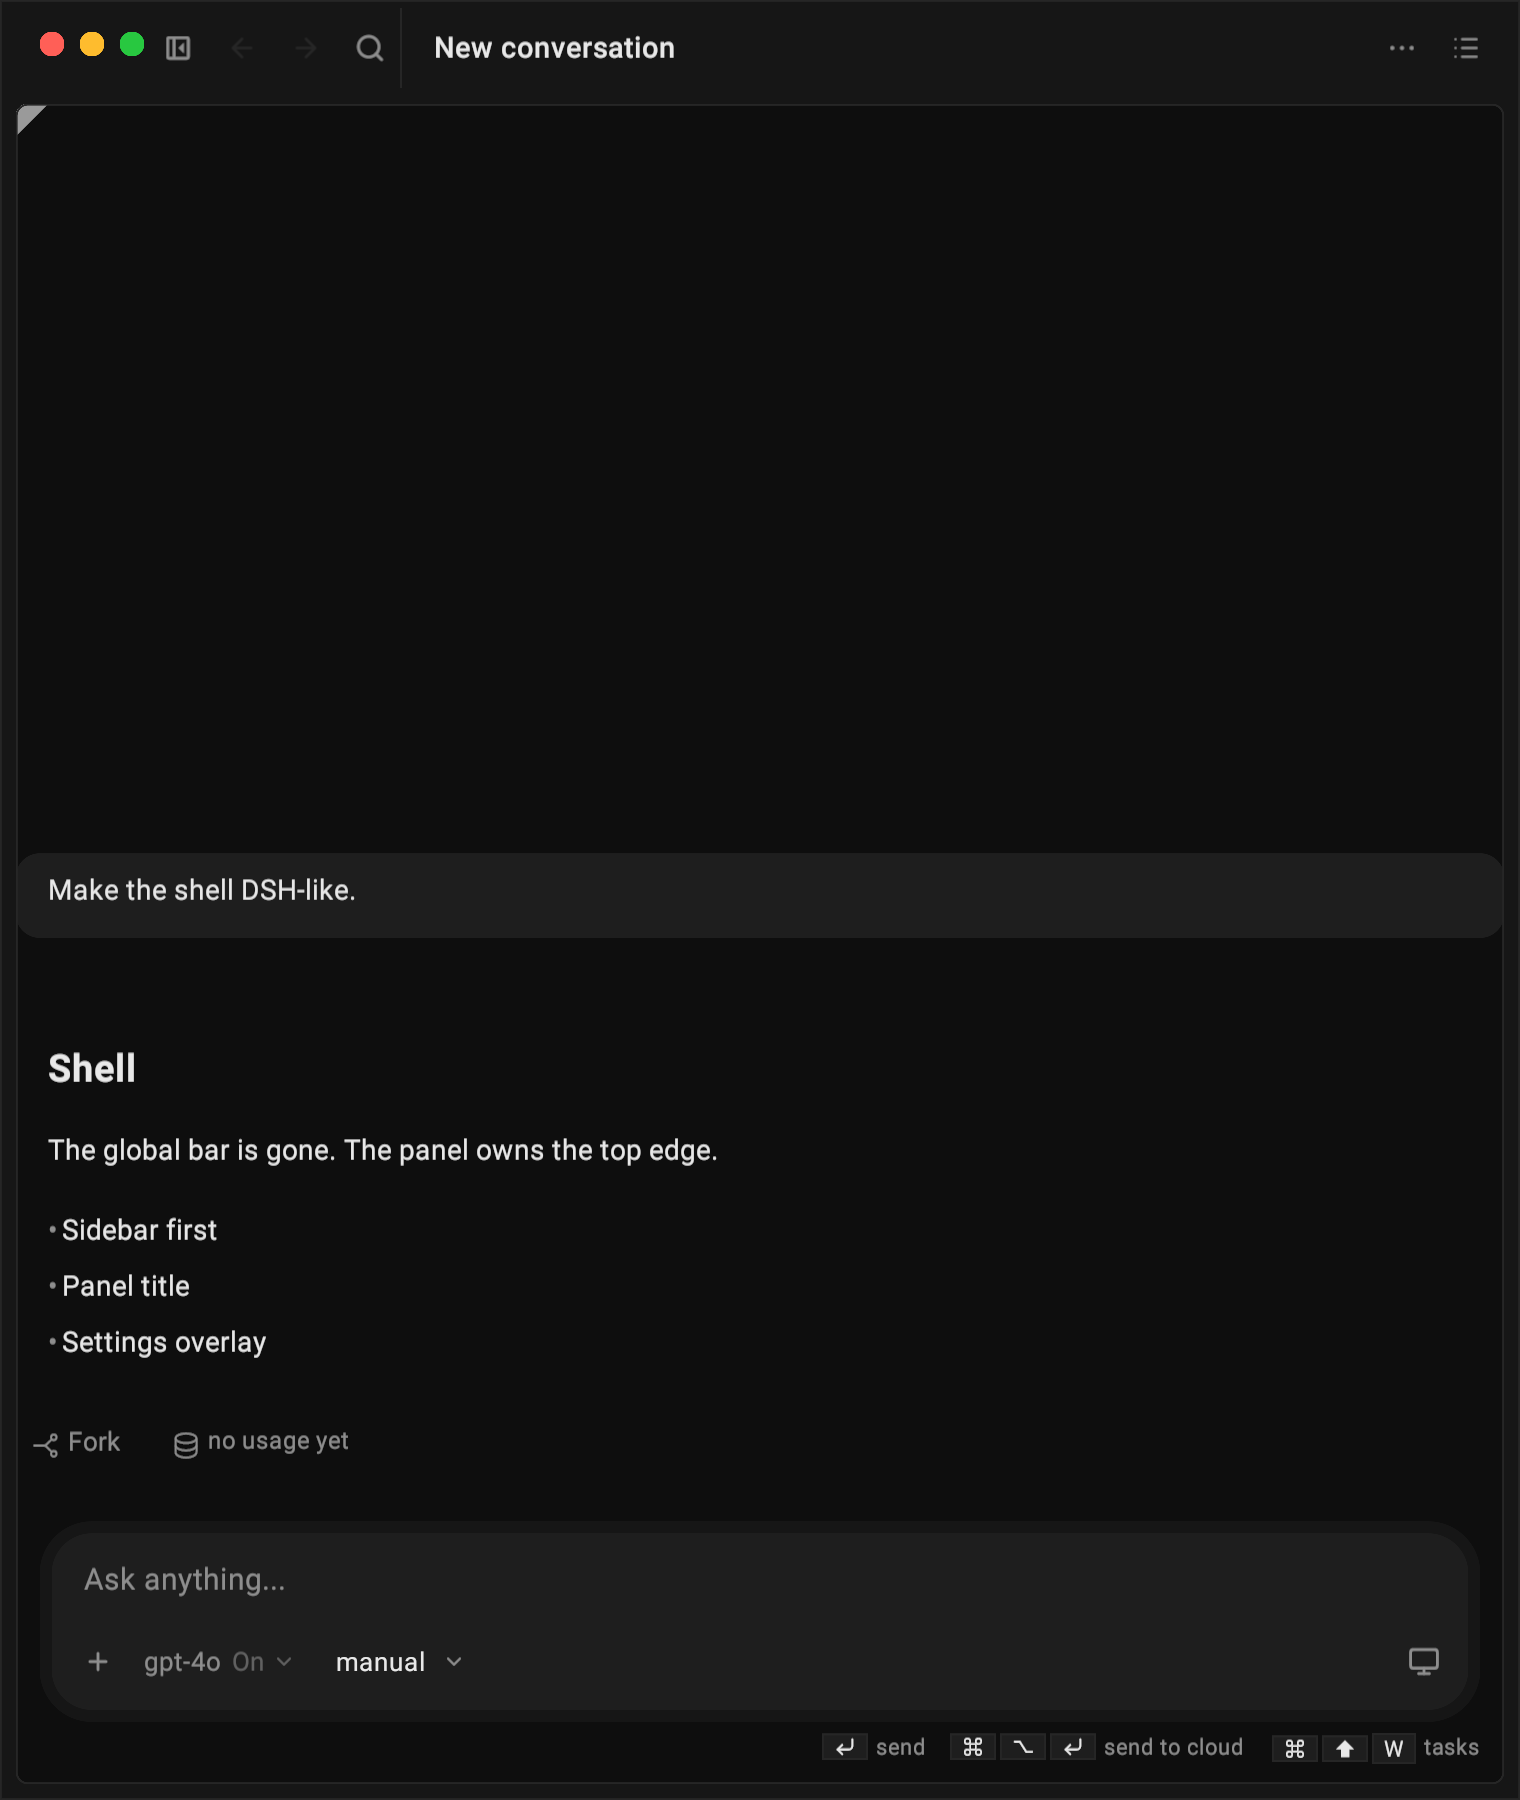 New conversation
Make the shell DSH-like.
Shell
The global bar is gone. The panel owns the top edge.
• Sidebar first
• Panel title
• Settings overlay
Fork no usage yet
Ask anything...
gpt-4o On manual
send ⌘ ⌥ send to cloud ⌘ W tasks